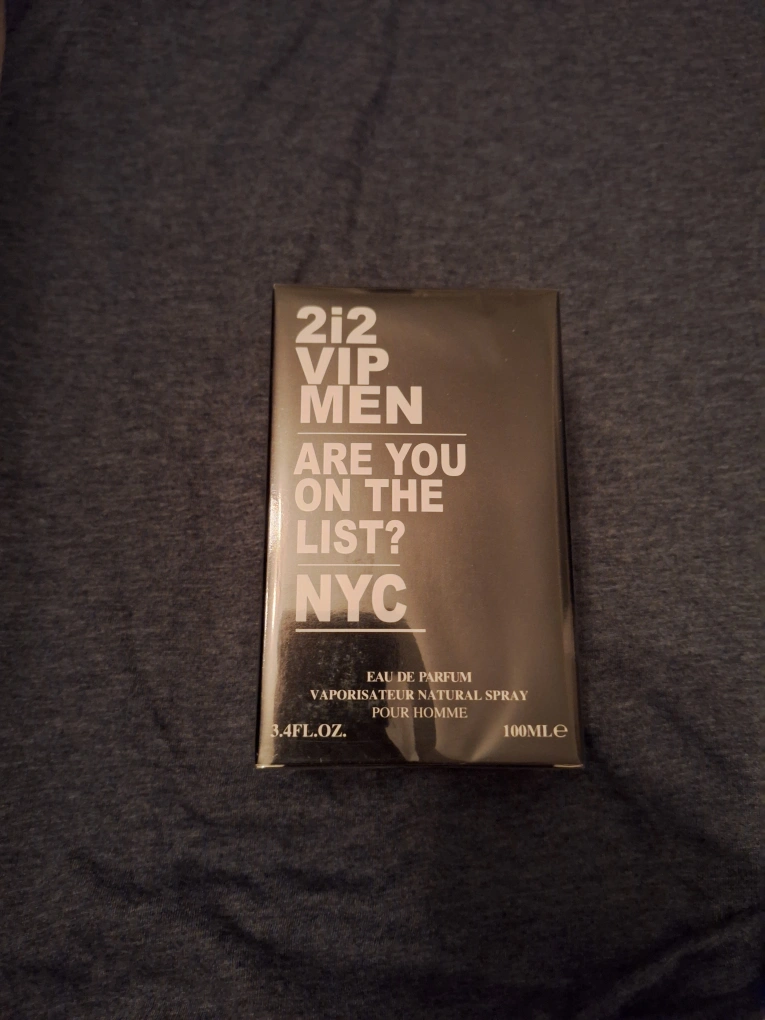 2i2
VIP
MEN
ARE YOU
ON THE
LIST?
NYC
EAU DE PARFUM
VAPORISATEUR NATURAL SPRAY
POUR HOMME
3.4FL.OZ. 100ML℮